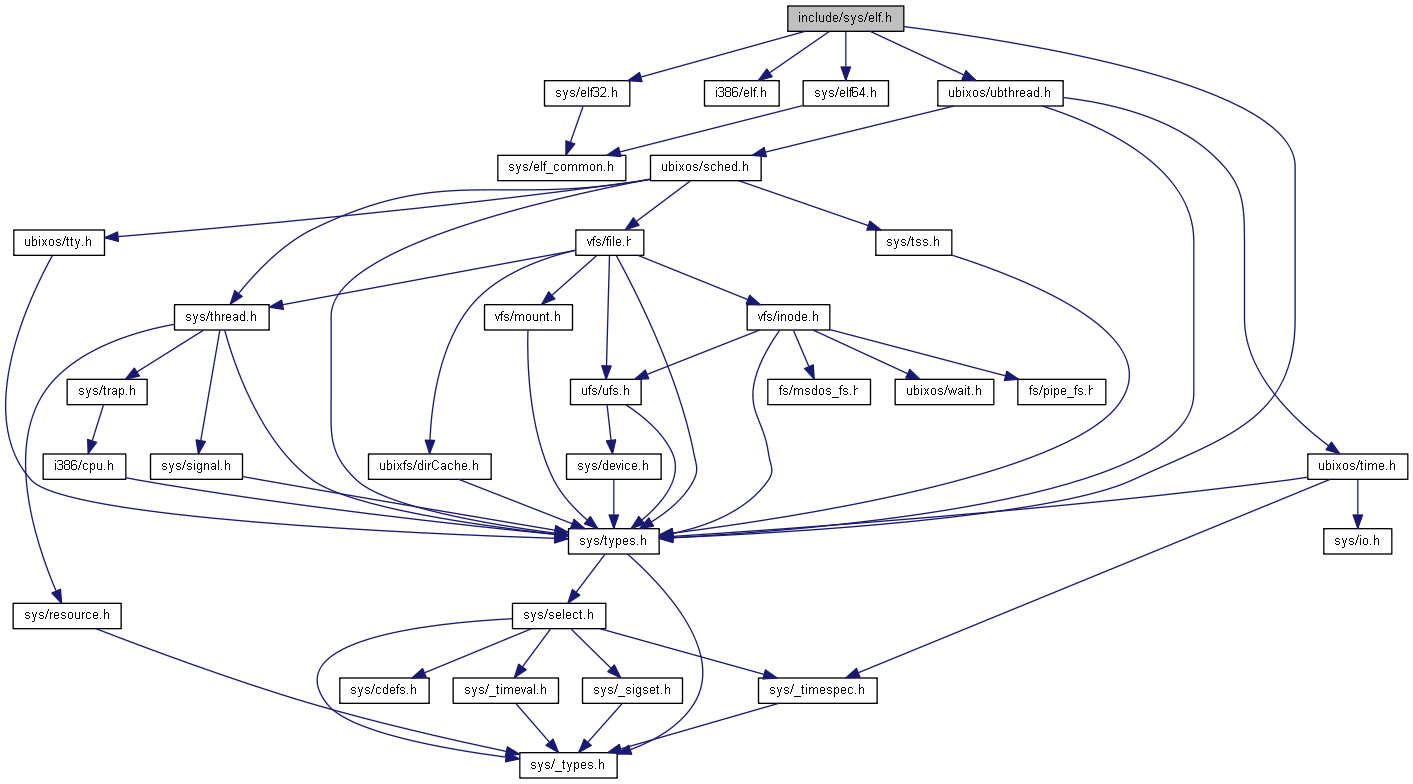 include/sys/elf.h
sys/elf32.h
i386/elf.h
sys/elf64.h
ubixos/ubthread.h
sys/elf_common.h
ubixos/sched.h
ubixos/tty.h
vfs/file.h
sys/tss.h
sys/thread.h
vfs/mount.h
vfs/inode.h
sys/trap.h
ufs/ufs.h
fs/msdos_fs.h
ubixos/wait.h
fs/pipe_fs.h
i386/cpu.h
sys/signal.h
ubixfs/dirCache.h
sys/device.h
ubixos/time.h
sys/types.h
sys/io.h
sys/resource.h
sys/select.h
sys/cdefs.h
sys/_timeval.h
sys/_sigset.h
sys/_timespec.h
sys/_types.h